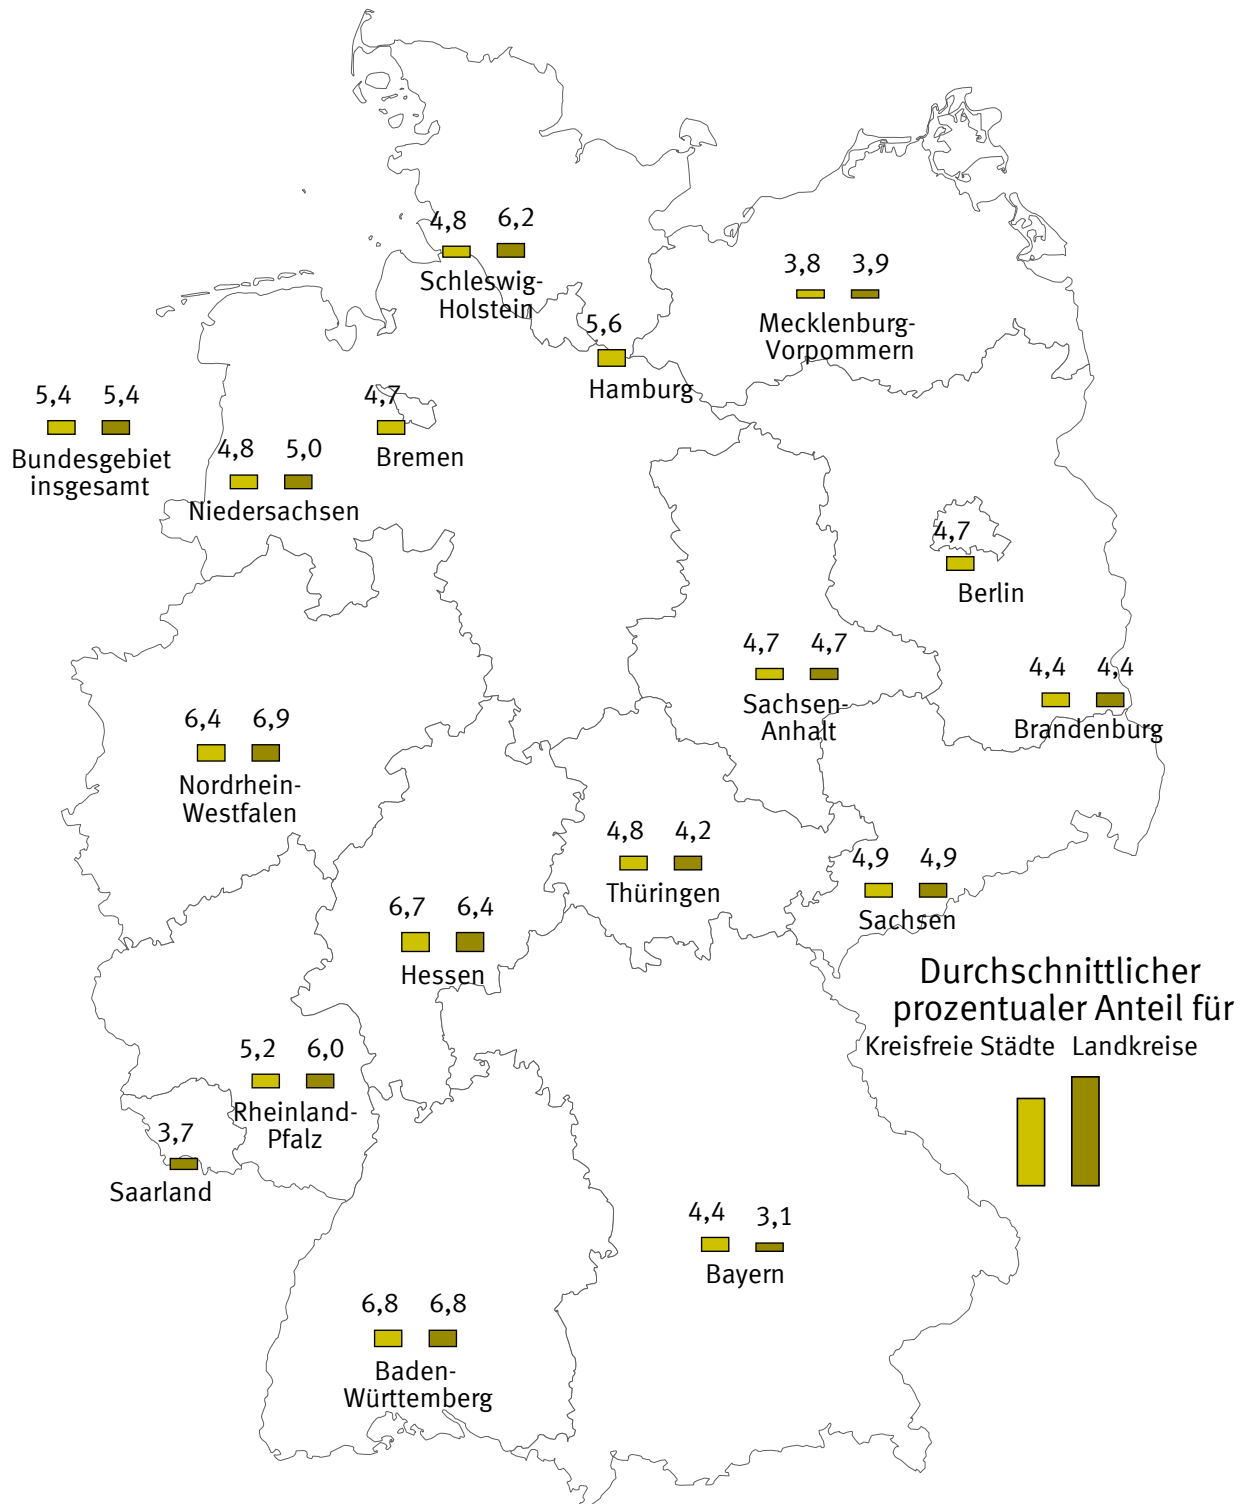 4,8 6,2
Schleswig-
Holstein
3,8 3,9
Mecklenburg-
Vorpommern
5,6
Hamburg
5,4 5,4
Bundesgebiet
insgesamt
4,7
Bremen
4,8 5,0
Niedersachsen
4,7
Berlin
4,7 4,7
Sachsen-
Anhalt
4,4 4,4
Brandenburg
6,4 6,9
Nordrhein-
Westfalen
4,8 4,2
Thüringen
4,9 4,9
Sachsen
6,7 6,4
Hessen
Durchschnittlicher
prozentualer Anteil für
Kreisfreie Städte Landkreise
5,2 6,0
Rheinland-
Pfalz
3,7
Saarland
4,4 3,1
Bayern
6,8 6,8
Baden-
Württemberg